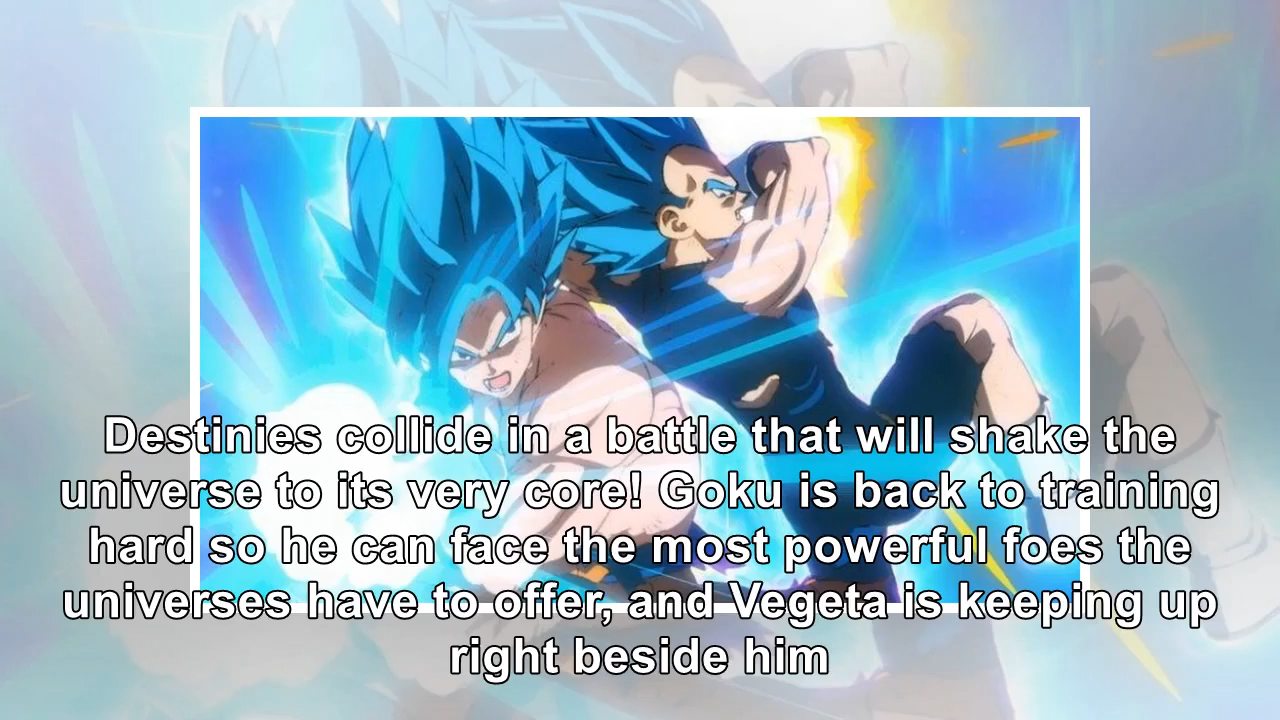 Destinies collide in a battle that will shake the
universe to its very core! Goku is back to training
hard so he can face the most powerful foes the
universes have to offer, and Vegeta is keeping up
right beside him